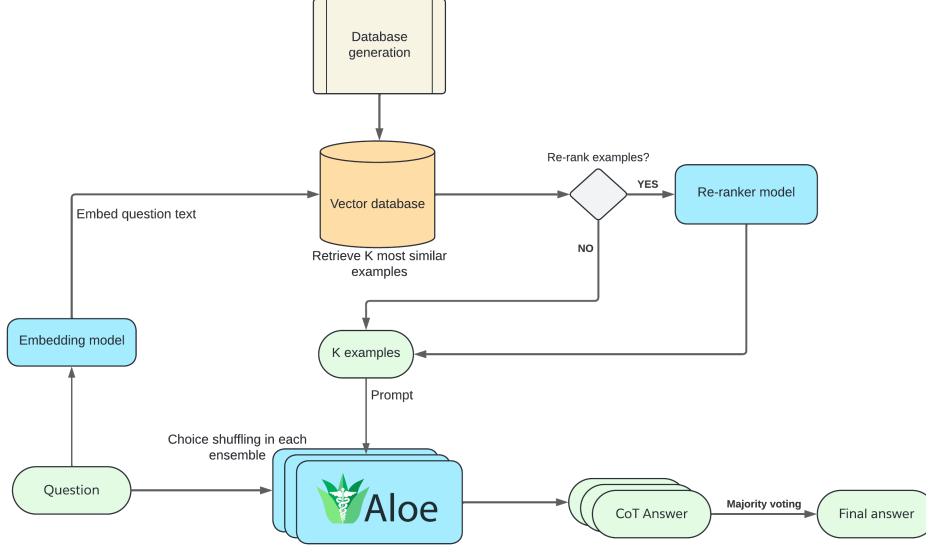 Database
generation
Re-rank examples?
YES
Re-ranker model
Vector database
Embed question text
NO
Retrieve K most similar
examples
Embedding model
K examples
Prompt
Choice shuffling in each
ensemble
Question
Aloe
CoT Answer
Majority voting
Final answer